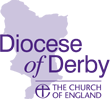 Diocese
of Derby
THE CHURCH
OF ENGLAND